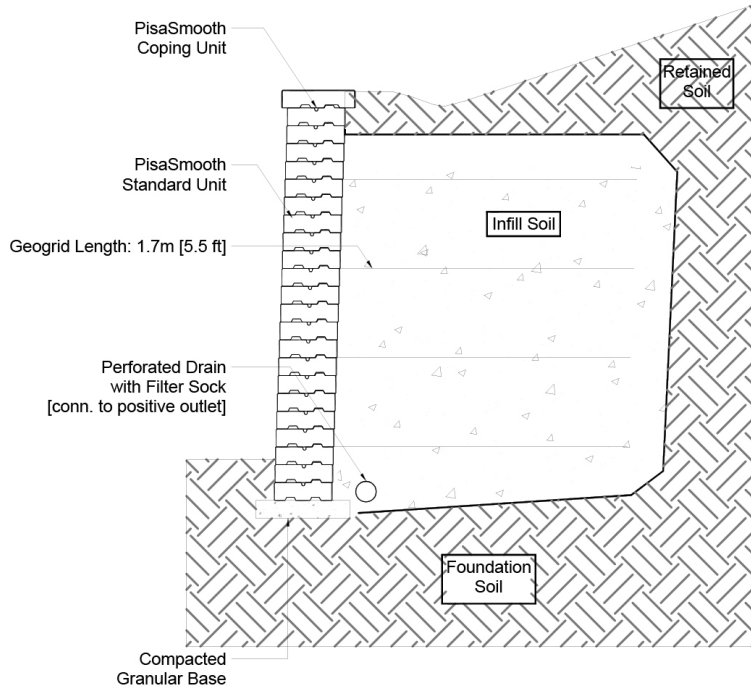 PisaSmooth
Coping Unit
Retained
Soil
PisaSmooth
Standard Unit
Infill Soil
Geogrid Length: 1.7m [5.5 ft]
Perforated Drain
with Filter Sock
[conn. to positive outlet]
Foundation
Soil
Compacted
Granular Base